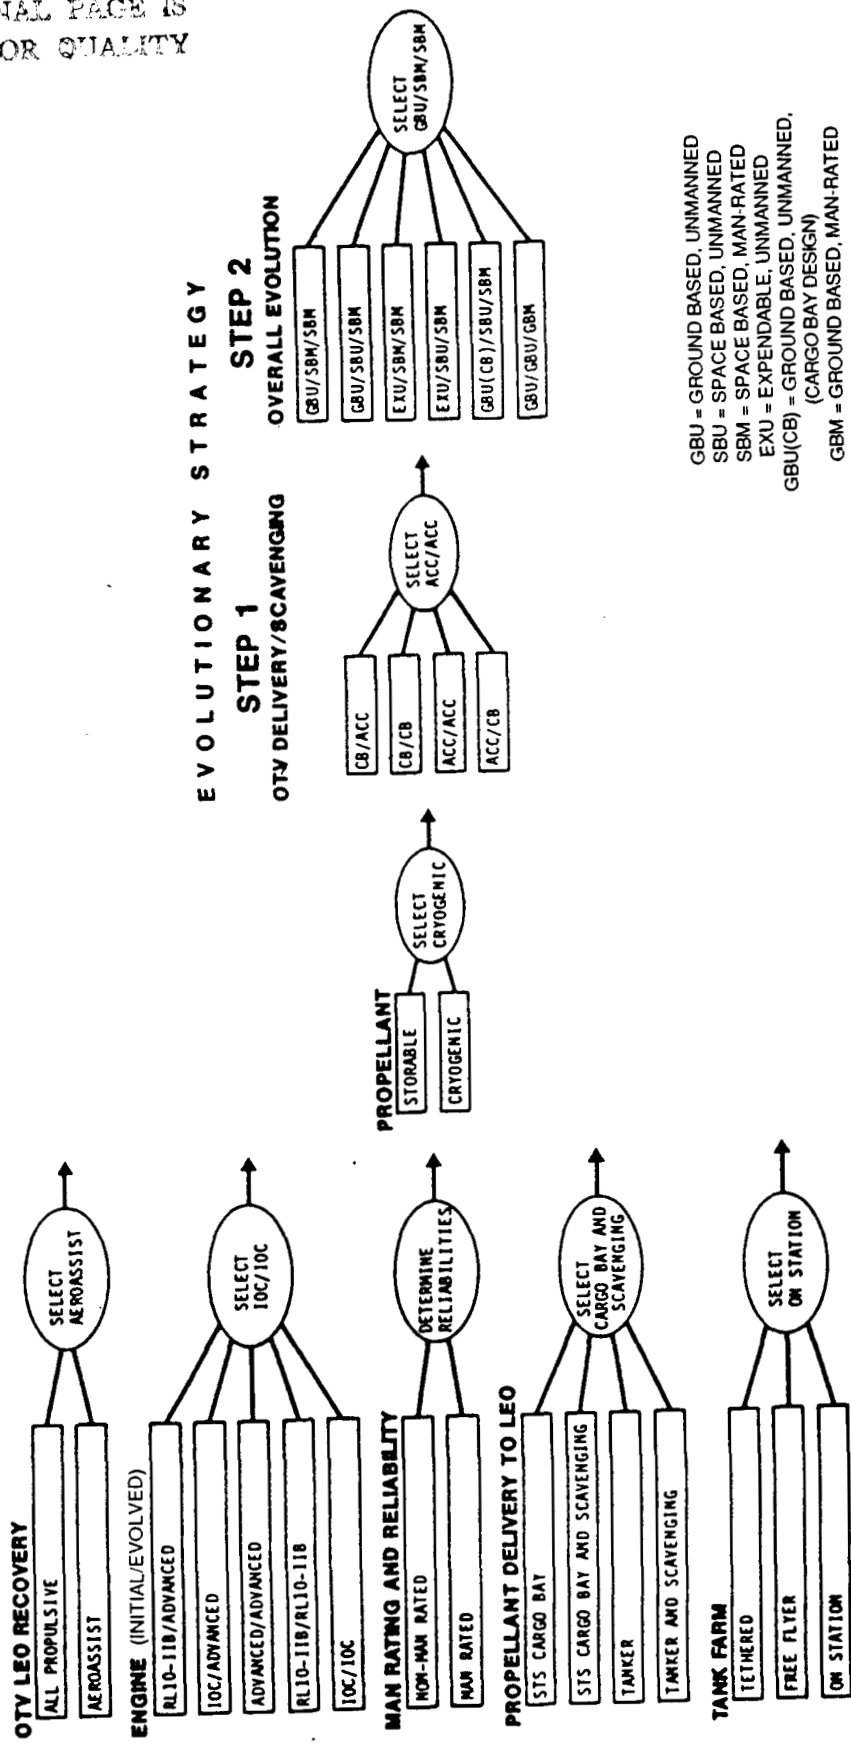 NAL PAGE IS
OR QUALITY
OTV LEO RECOVERY
ALL PROPULSIVE
AEROASSIST
SELECT
AEROASSIST
ENGINE (INITIAL/EVOLVED)
RL10-IIB/ADVANCED
IOC/ADVANCED
ADVANCED/ADVANCED
RL10-IIB/RL10-IIB
IOC/IOC
SELECT
IOC/IOC
MAN RATING AND RELIABILITY
NON-MAN RATED
MAN RATED
DETERMINE
RELIABILITIES
PROPELLANT DELIVERY TO LEO
STS CARGO BAY
STS CARGO BAY AND SCAVENGING
TANKER
TANKER AND SCAVENGING
SELECT
CARGO BAY AND
SCAVENGING
TANK FARM
TETHERED
FREE FLYER
ON STATION
SELECT
ON STATION
PROPELLANT
STORABLE
CRYOGENIC
SELECT
CRYOGENIC
EVOLUTIONARY STRATEGY
STEP 1
OTV DELIVERY/SCAVENGING
CB/ACC
CB/CB
ACC/ACC
ACC/CB
SELECT
ACC/ACC
STEP 2
OVERALL EVOLUTION
GBU/SBM/SBM
GBU/SBU/SBM
EXU/SBM/SBM
EXU/SBU/SBM
GBU(CB)/SBU/SBM
GBU/GBU/GBM
SELECT
GBU/SBM/SBM
GBU = GROUND BASED, UNMANNED
SBU = SPACE BASED, UNMANNED
SBM = SPACE BASED, MAN-RATED
EXU = EXPENDABLE, UNMANNED
GBU(CB) = GROUND BASED, UNMANNED,
(CARGO BAY DESIGN)
GBM = GROUND BASED, MAN-RATED